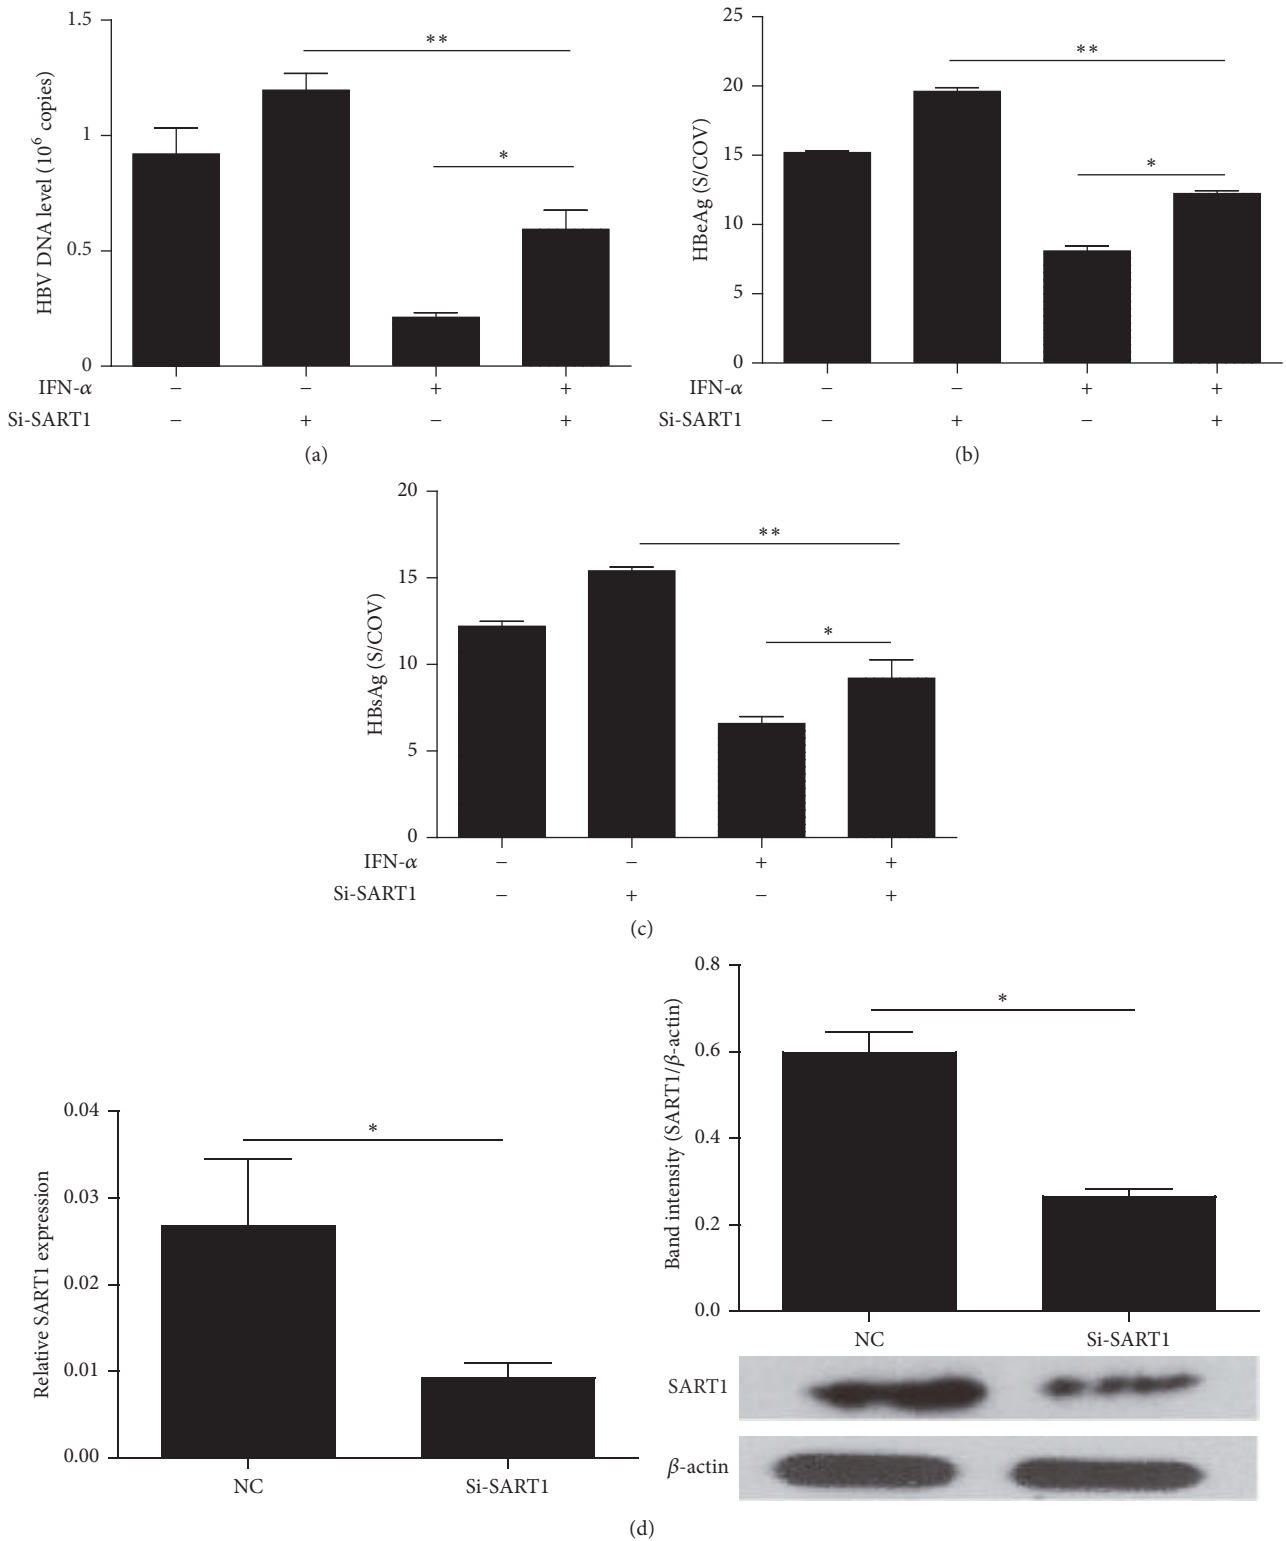 1.5
**
1
*
0.5
0
HBV DNA level (10⁶ copies)
IFN-α − − + +
Si-SART1 − + − +
(a)
25
**
20
15
*
10
5
0
HBeAg (S/COV)
IFN-α − − + +
Si-SART1 − + − +
(b)
20
**
15
*
10
5
0
HBsAg (S/COV)
IFN-α − − + +
Si-SART1 − + − +
(c)
0.04
*
0.03
0.02
0.01
0.00
Relative SART1 expression
NC Si-SART1
0.8
*
0.6
0.4
0.2
0.0
Band intensity (SART1/β-actin)
NC Si-SART1
SART1
β-actin
(d)